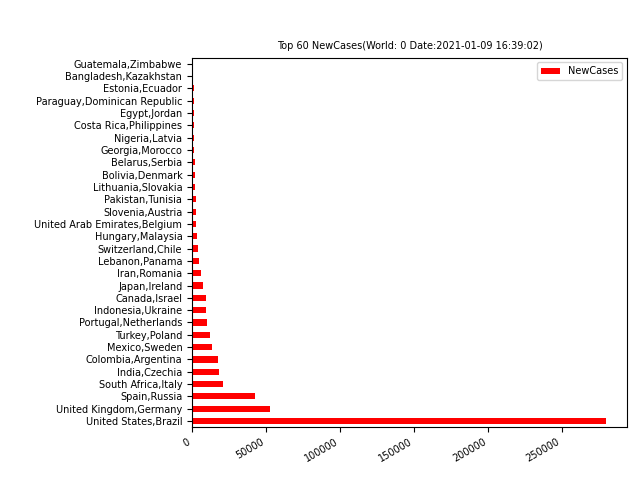 Top 60 NewCases(World: 0 Date:2021-01-09 16:39:02)
NewCases
Guatemala,Zimbabwe
Bangladesh,Kazakhstan
Estonia,Ecuador
Paraguay,Dominican Republic
Egypt,Jordan
Costa Rica,Philippines
Nigeria,Latvia
Georgia,Morocco
Belarus,Serbia
Bolivia,Denmark
Lithuania,Slovakia
Pakistan,Tunisia
Slovenia,Austria
United Arab Emirates,Belgium
Hungary,Malaysia
Switzerland,Chile
Lebanon,Panama
Iran,Romania
Japan,Ireland
Canada,Israel
Indonesia,Ukraine
Portugal,Netherlands
Turkey,Poland
Mexico,Sweden
Colombia,Argentina
India,Czechia
South Africa,Italy
Spain,Russia
United Kingdom,Germany
United States,Brazil
0 50000 100000 150000 200000 250000